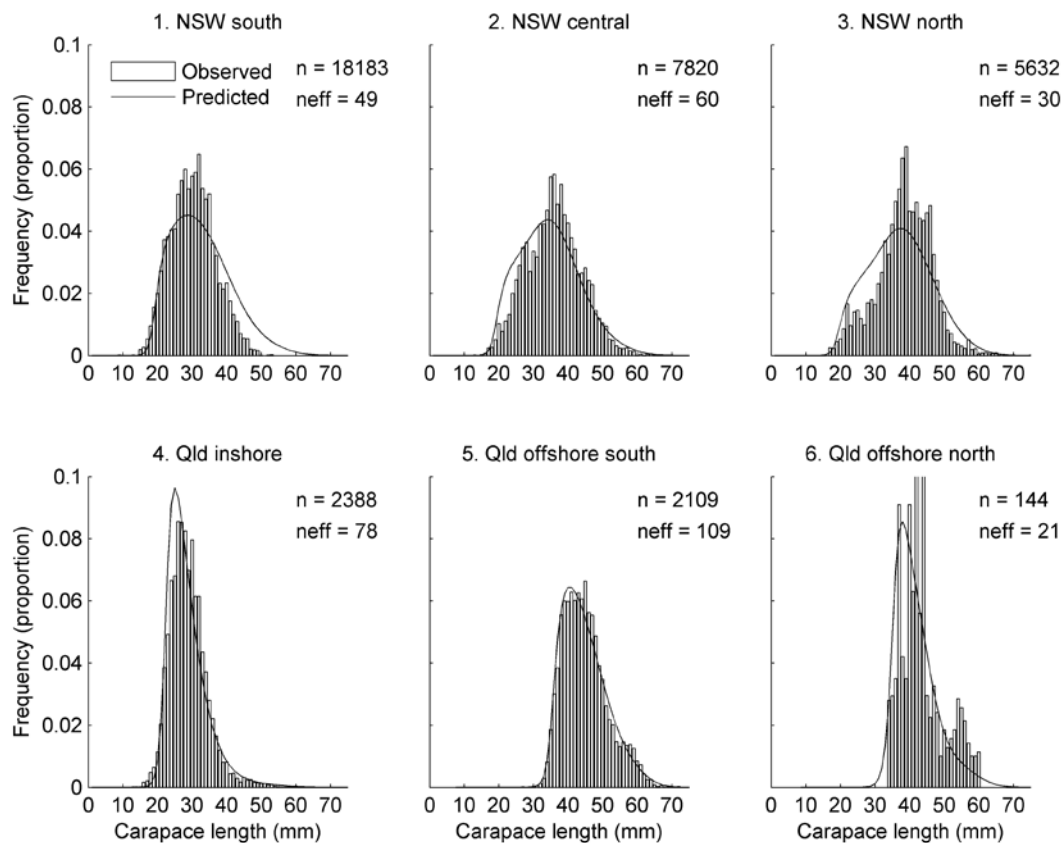 1. NSW south
2. NSW central
3. NSW north
Frequency (proportion)
0.1
0.08
0.06
0.04
0.02
0
Observed
Predicted
n = 18183
neff = 49
0 10 20 30 40 50 60 70
n = 7820
neff = 60
0 10 20 30 40 50 60 70
n = 5632
neff = 30
0 10 20 30 40 50 60 70
4. Qld inshore
5. Qld offshore south
6. Qld offshore north
Frequency (proportion)
0.1
0.08
0.06
0.04
0.02
0
n = 2388
neff = 78
0 10 20 30 40 50 60 70
Carapace length (mm)
n = 2109
neff = 109
0 10 20 30 40 50 60 70
Carapace length (mm)
n = 144
neff = 21
0 10 20 30 40 50 60 70
Carapace length (mm)